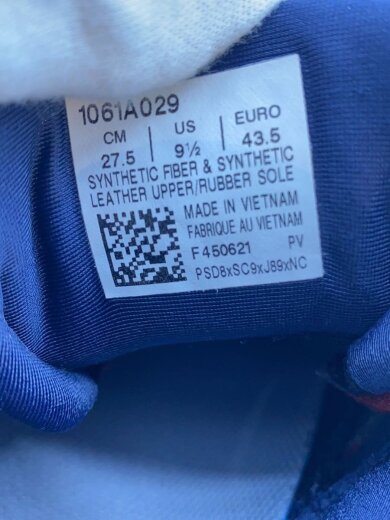 1061A029
CM | US | EURO
27.5 | 9½ | 43.5
SYNTHETIC FIBER & SYNTHETIC
LEATHER UPPER/RUBBER SOLE
MADE IN VIETNAM
FABRIQUE AU VIETNAM
F450621 PV
PSD8xSC9xJ89xNC